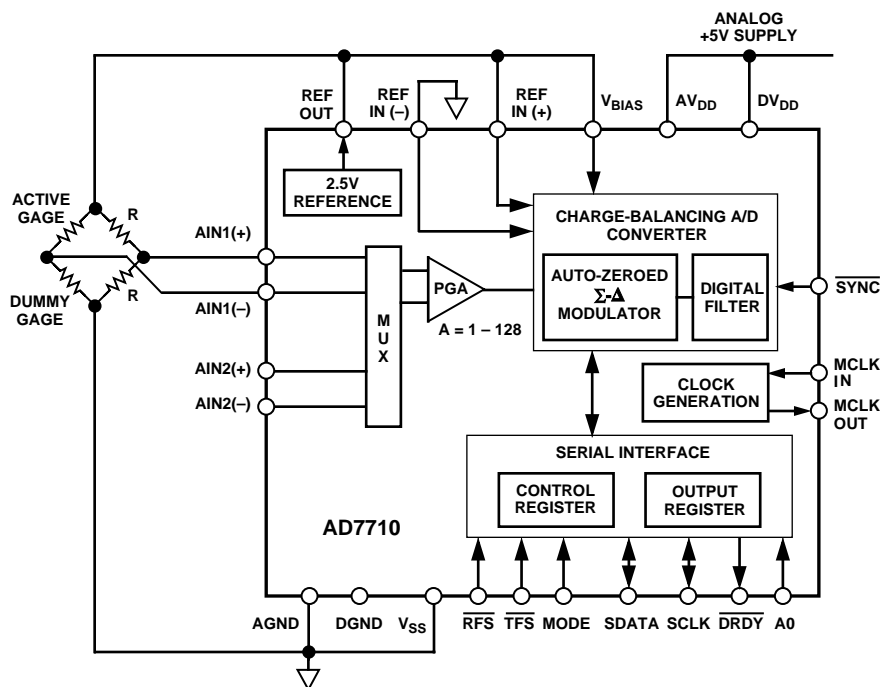 ANALOG
+5V SUPPLY
REF
OUT
REF
IN (–)
REF
IN (+)
VBIAS
AVDD
DVDD
2.5V
REFERENCE
ACTIVE
GAGE
R
DUMMY
GAGE
R
AIN1(+)
AIN1(–)
AIN2(+)
AIN2(–)
MUX
PGA
A = 1 – 128
CHARGE-BALANCING A/D
CONVERTER
AUTO-ZEROED
Σ-Δ
MODULATOR
DIGITAL
FILTER
SYNC
CLOCK
GENERATION
MCLK
IN
MCLK
OUT
SERIAL INTERFACE
CONTROL
REGISTER
OUTPUT
REGISTER
AD7710
AGND
DGND
VSS
RFS
TFS
MODE
SDATA
SCLK
DRDY
A0